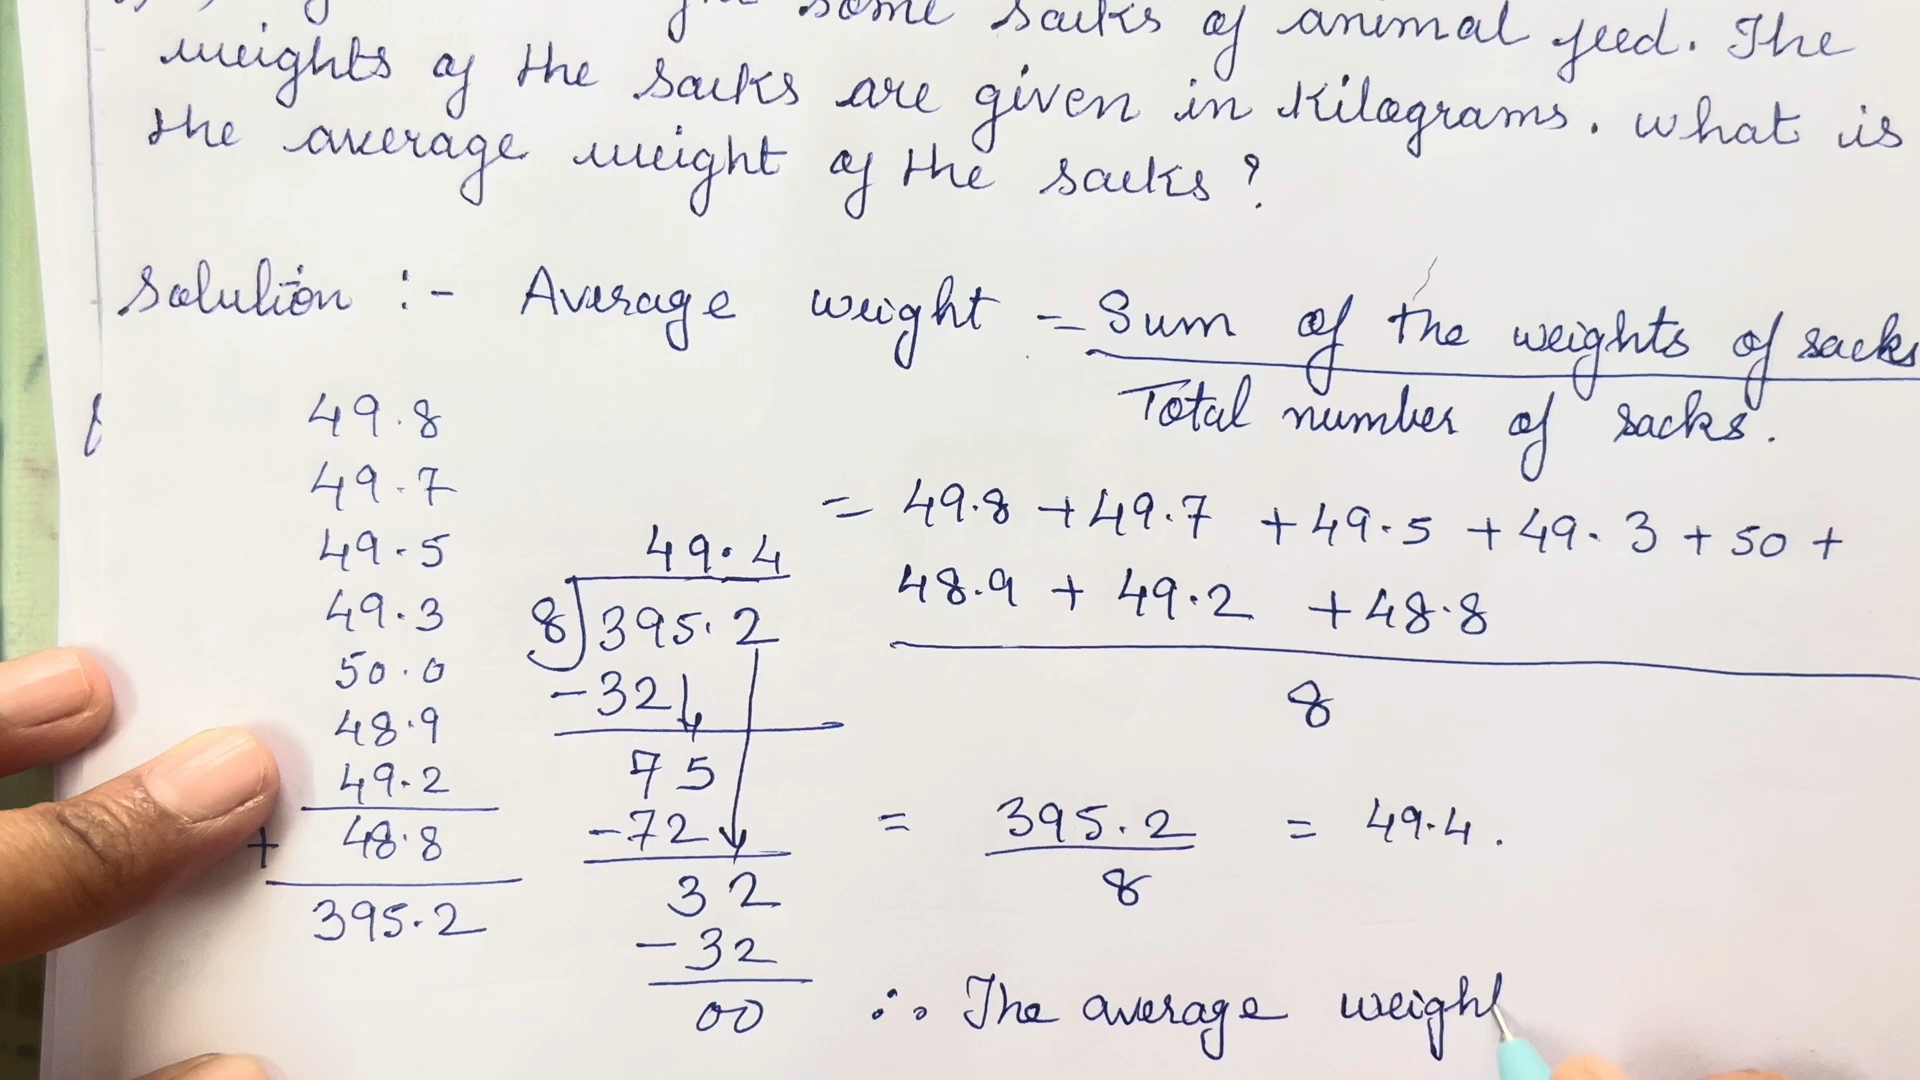 some sacks of animal feed. The
weights of the sacks are given in Kilograms. what is
the average weight of the sacks?
Solution :- Average weight = Sum of the weights of sacks
Total number of sacks.
49.8
49.7
49.5
49.3
50.0
48.9
49.2
+ 48.8
395.2
49.4
8)395.2
-32
75
-72
32
-32
00
= 49.8 +49.7 +49.5 +49.3 + 50 +
48.9 + 49.2 +48.8
8
= 395.2 = 49.4.
8
∴ The average weight